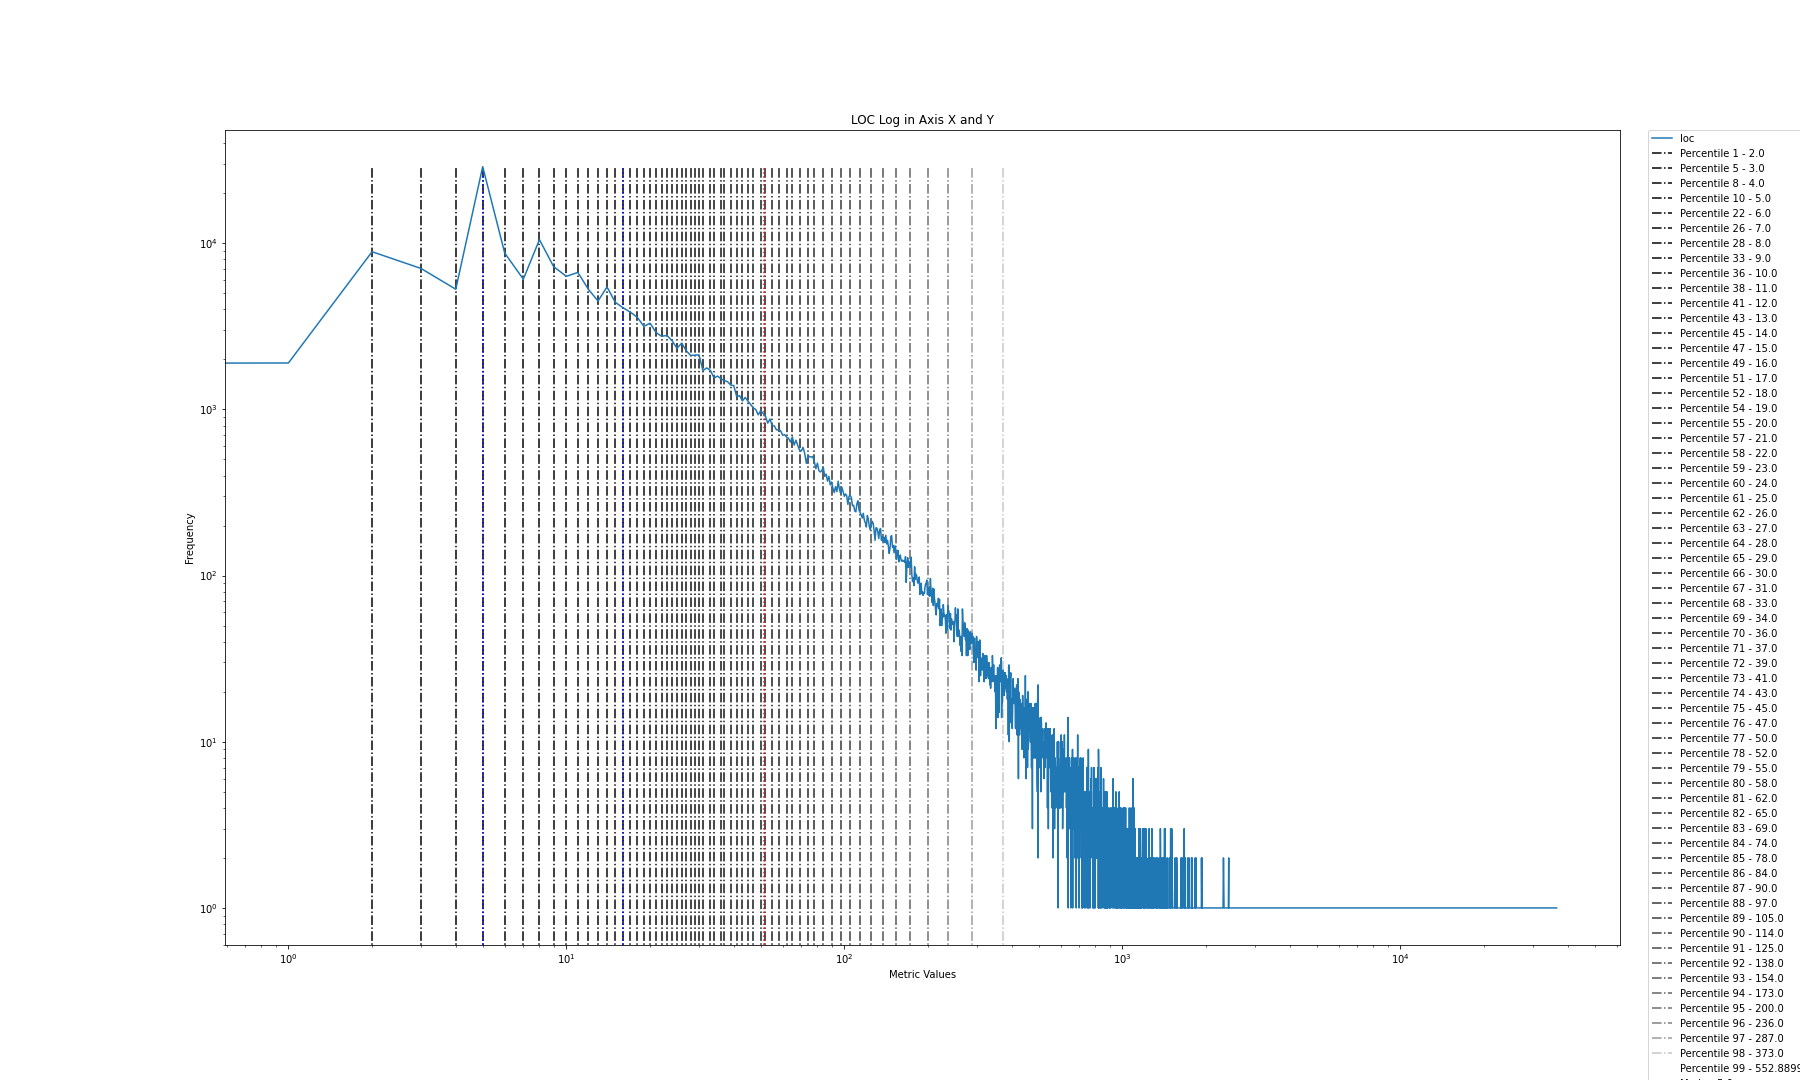 LOC Log in Axis X and Y
Frequency
10⁴
10³
10²
10¹
10⁰
10⁰ 10¹ 10² 10³ 10⁴
Metric Values
loc
Percentile 1 - 2.0
Percentile 5 - 3.0
Percentile 8 - 4.0
Percentile 10 - 5.0
Percentile 22 - 6.0
Percentile 26 - 7.0
Percentile 28 - 8.0
Percentile 33 - 9.0
Percentile 36 - 10.0
Percentile 38 - 11.0
Percentile 41 - 12.0
Percentile 43 - 13.0
Percentile 45 - 14.0
Percentile 47 - 15.0
Percentile 49 - 16.0
Percentile 51 - 17.0
Percentile 52 - 18.0
Percentile 54 - 19.0
Percentile 55 - 20.0
Percentile 57 - 21.0
Percentile 58 - 22.0
Percentile 59 - 23.0
Percentile 60 - 24.0
Percentile 61 - 25.0
Percentile 62 - 26.0
Percentile 63 - 27.0
Percentile 64 - 28.0
Percentile 65 - 29.0
Percentile 66 - 30.0
Percentile 67 - 31.0
Percentile 68 - 33.0
Percentile 69 - 34.0
Percentile 70 - 36.0
Percentile 71 - 37.0
Percentile 72 - 39.0
Percentile 73 - 41.0
Percentile 74 - 43.0
Percentile 75 - 45.0
Percentile 76 - 47.0
Percentile 77 - 50.0
Percentile 78 - 52.0
Percentile 79 - 55.0
Percentile 80 - 58.0
Percentile 81 - 62.0
Percentile 82 - 65.0
Percentile 83 - 69.0
Percentile 84 - 74.0
Percentile 85 - 78.0
Percentile 86 - 84.0
Percentile 87 - 90.0
Percentile 88 - 97.0
Percentile 89 - 105.0
Percentile 90 - 114.0
Percentile 91 - 125.0
Percentile 92 - 138.0
Percentile 93 - 154.0
Percentile 94 - 173.0
Percentile 95 - 200.0
Percentile 96 - 236.0
Percentile 97 - 287.0
Percentile 98 - 373.0
Percentile 99 - 552.8899